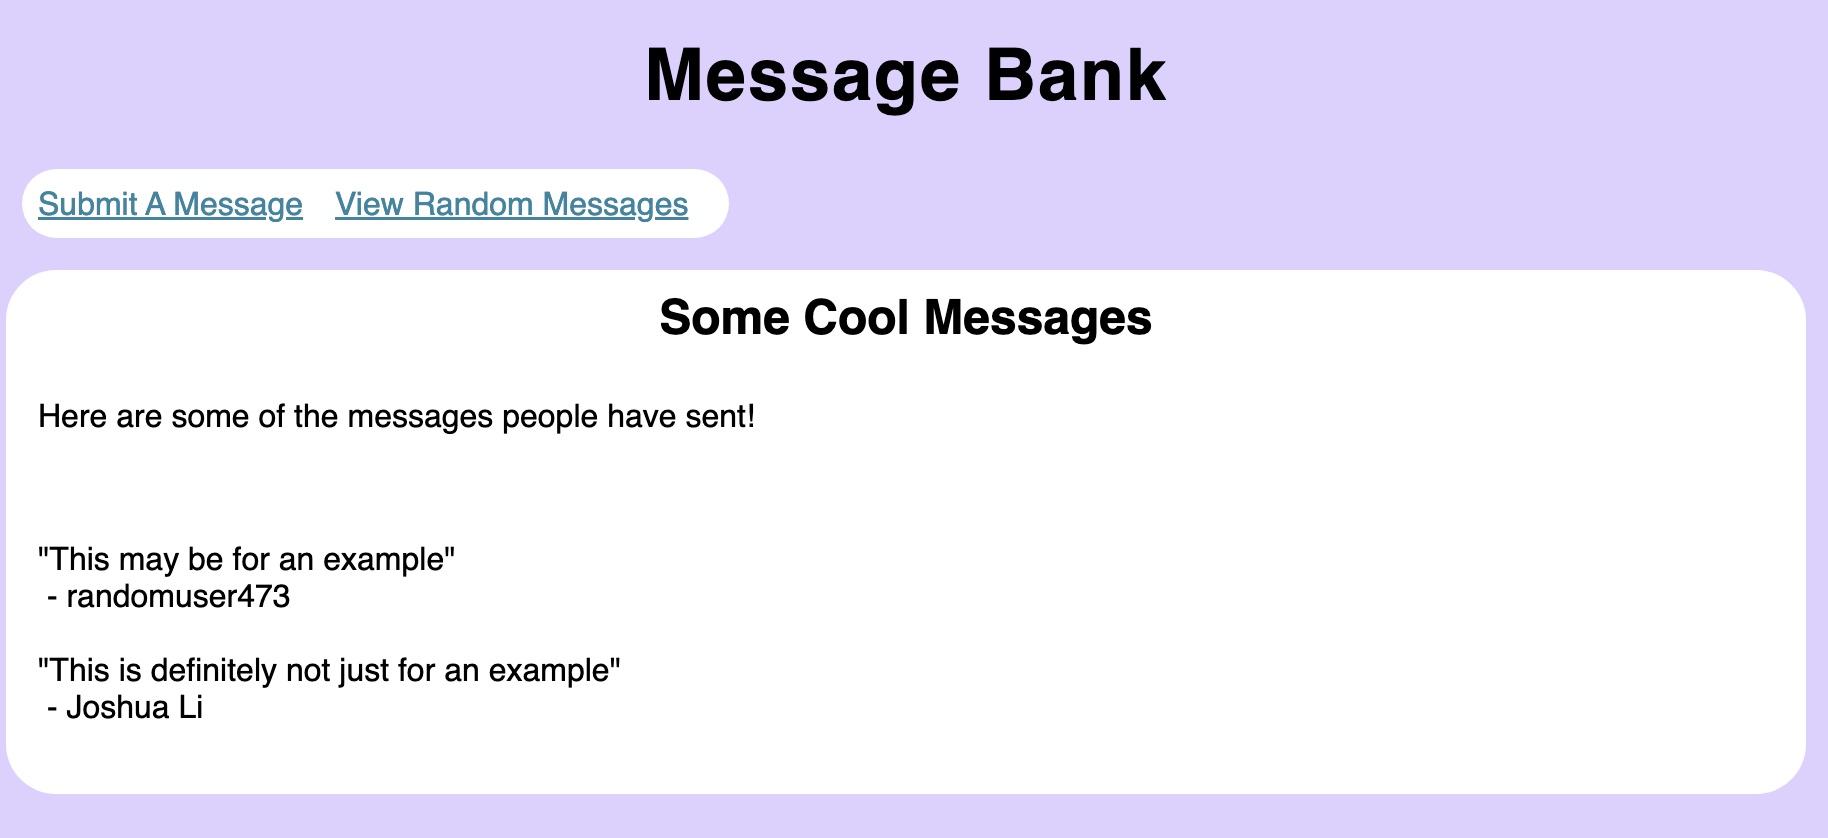 Message Bank
Submit A Message View Random Messages
Some Cool Messages
Here are some of the messages people have sent!
"This may be for an example"
- randomuser473
"This is definitely not just for an example"
- Joshua Li